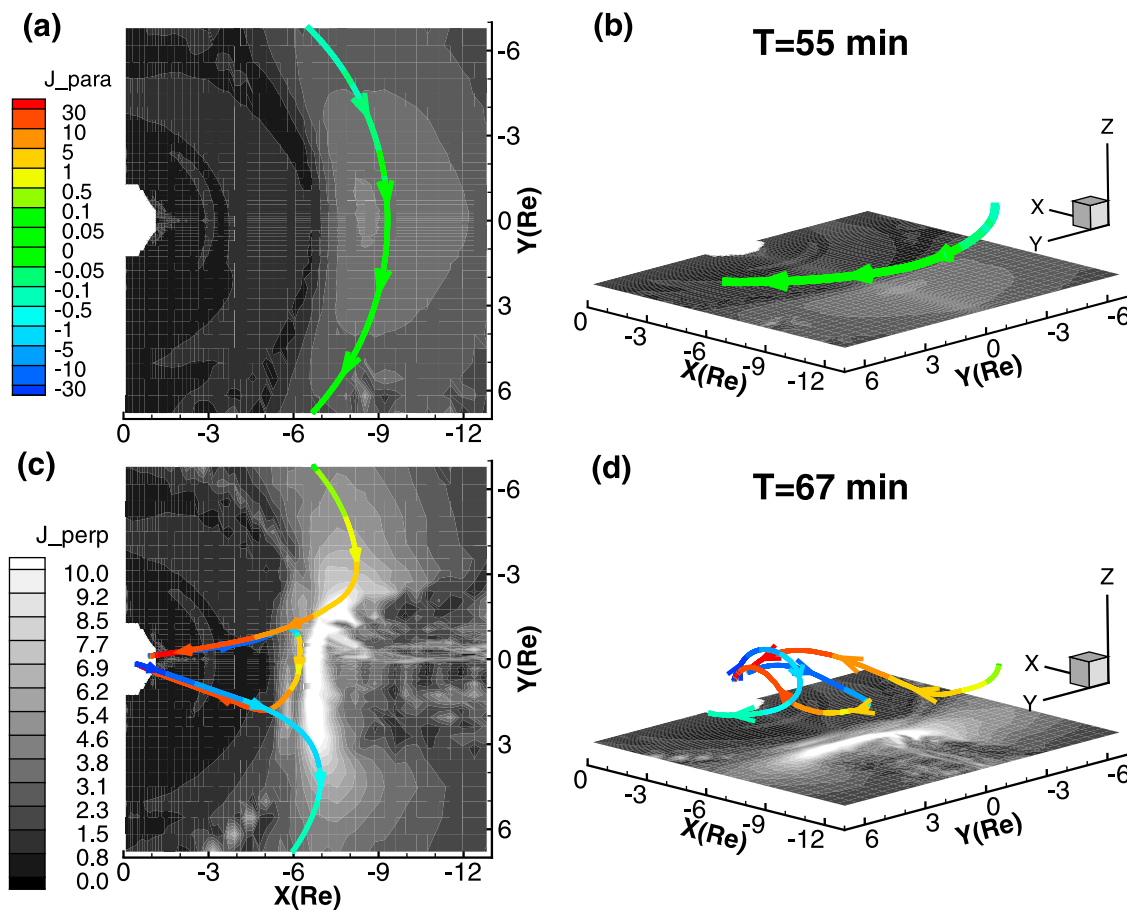 (a)
J_para
30
10
5
1
0.5
0.1
0.05
0
-0.05
-0.1
-0.5
-1
-5
-10
-30
-6
-3
0
3
6
Y(Re)
0 -3 -6 -9 -12
(b)
T=55 min
Z
X
Y
0 -3 -6 -9 -12
X(Re)
6 3 0 -3 -6
Y(Re)
(c)
J_perp
10.0
9.2
8.5
7.7
6.9
6.2
5.4
4.6
3.8
3.1
2.3
1.5
0.8
0.0
-6
-3
0
3
6
Y(Re)
0 -3 -6 -9 -12
X(Re)
(d)
T=67 min
Z
X
Y
0 -3 -6 -9 -12
X(Re)
6 3 0 -3 -6
Y(Re)